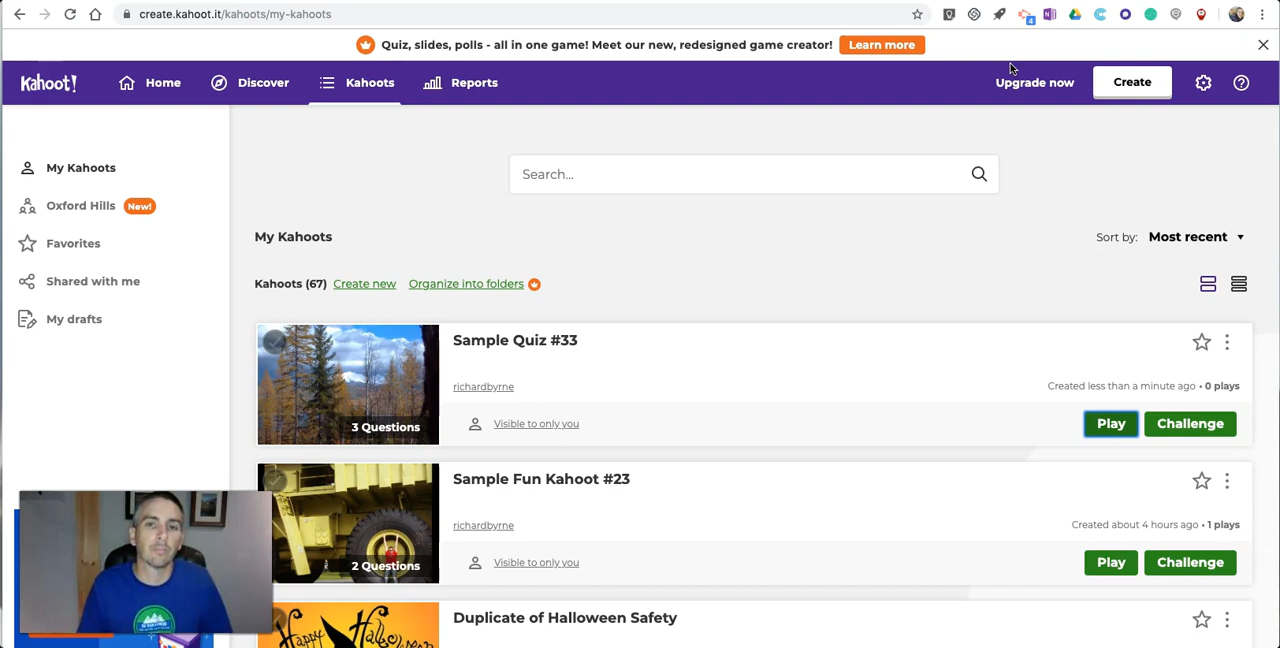 create.kahoot.it/kahoots/my-kahoots
4
Quiz, slides, polls - all in one game! Meet our new, redesigned game creator! Learn more
Kahoot! Home Discover Kahoots Reports Upgrade now Create
My Kahoots
Oxford Hills New!
Favorites
Shared with me
My drafts
Search...
My Kahoots Sort by: Most recent
Kahoots (67) Create new Organize into folders
Sample Quiz #33
richardbyrne Created less than a minute ago • 0 plays
3 Questions Visible to only you Play Challenge
Sample Fun Kahoot #23
richardbyrne Created about 4 hours ago • 1 plays
2 Questions Visible to only you Play Challenge
Duplicate of Halloween Safety
Happy Halloween